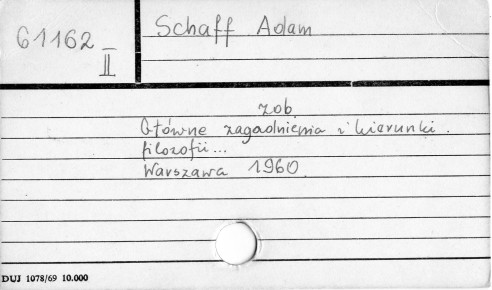 61162
II
Schaff Adam
zob
Główne zagadnienia i kierunki
filozofii...
Warszawa 1960
DUJ 1078/69 10.000